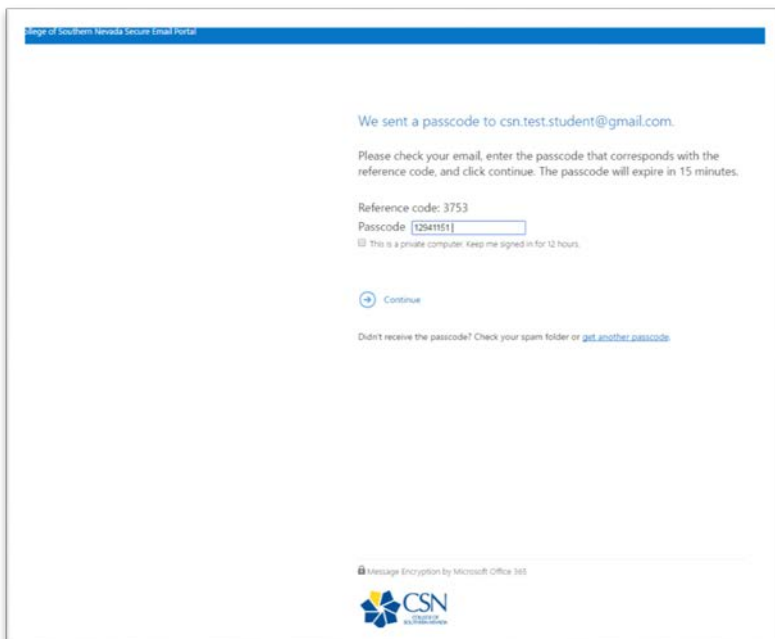 ollege of Southern Nevada Secure Email Portal
We sent a passcode to csn.test.student@gmail.com.
Please check your email, enter the passcode that corresponds with the
reference code, and click continue. The passcode will expire in 15 minutes.
Reference code: 3753
Passcode 12941151
This is a private computer. Keep me signed in for 12 hours.
Continue
Didn't receive the passcode? Check your spam folder or get another passcode.
Message Encryption by Microsoft Office 365
CSN
COLLEGE OF
SOUTHERN NEVADA